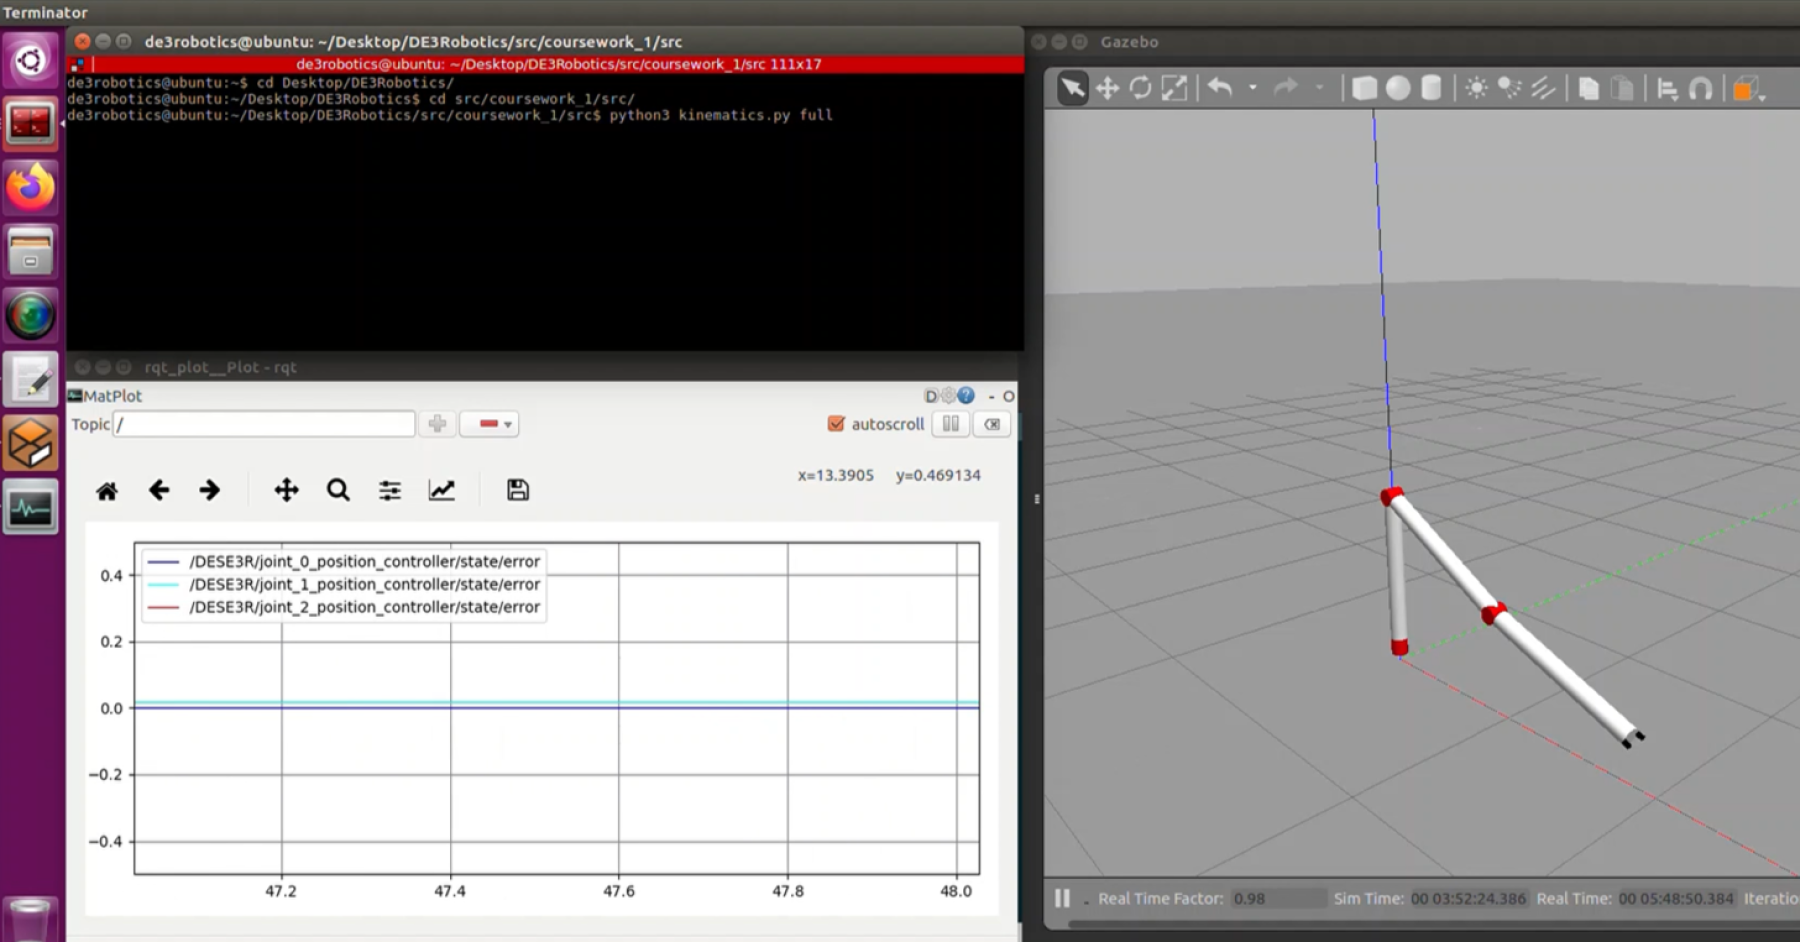 Terminator
de3robotics@ubuntu: ~/Desktop/DE3Robotics/src/coursework_1/src
de3robotics@ubuntu: ~/Desktop/DE3Robotics/src/coursework_1/src 111x17
de3robotics@ubuntu:~$ cd Desktop/DE3Robotics/
de3robotics@ubuntu:~/Desktop/DE3Robotics$ cd src/coursework_1/src/
de3robotics@ubuntu:~/Desktop/DE3Robotics/src/coursework_1/src$ python3 kinematics.py full
rqt_plot__Plot - rqt
MatPlot
D ? - O
Topic /
autoscroll
x=13.3905 y=0.469134
/DESE3R/joint_0_position_controller/state/error
/DESE3R/joint_1_position_controller/state/error
/DESE3R/joint_2_position_controller/state/error
0.4
0.2
0.0
−0.2
−0.4
47.2 47.4 47.6 47.8 48.0
Gazebo
Real Time Factor: 0.98 Sim Time: 00 03:52:24.386 Real Time: 00 05:48:50.384 Iteratio